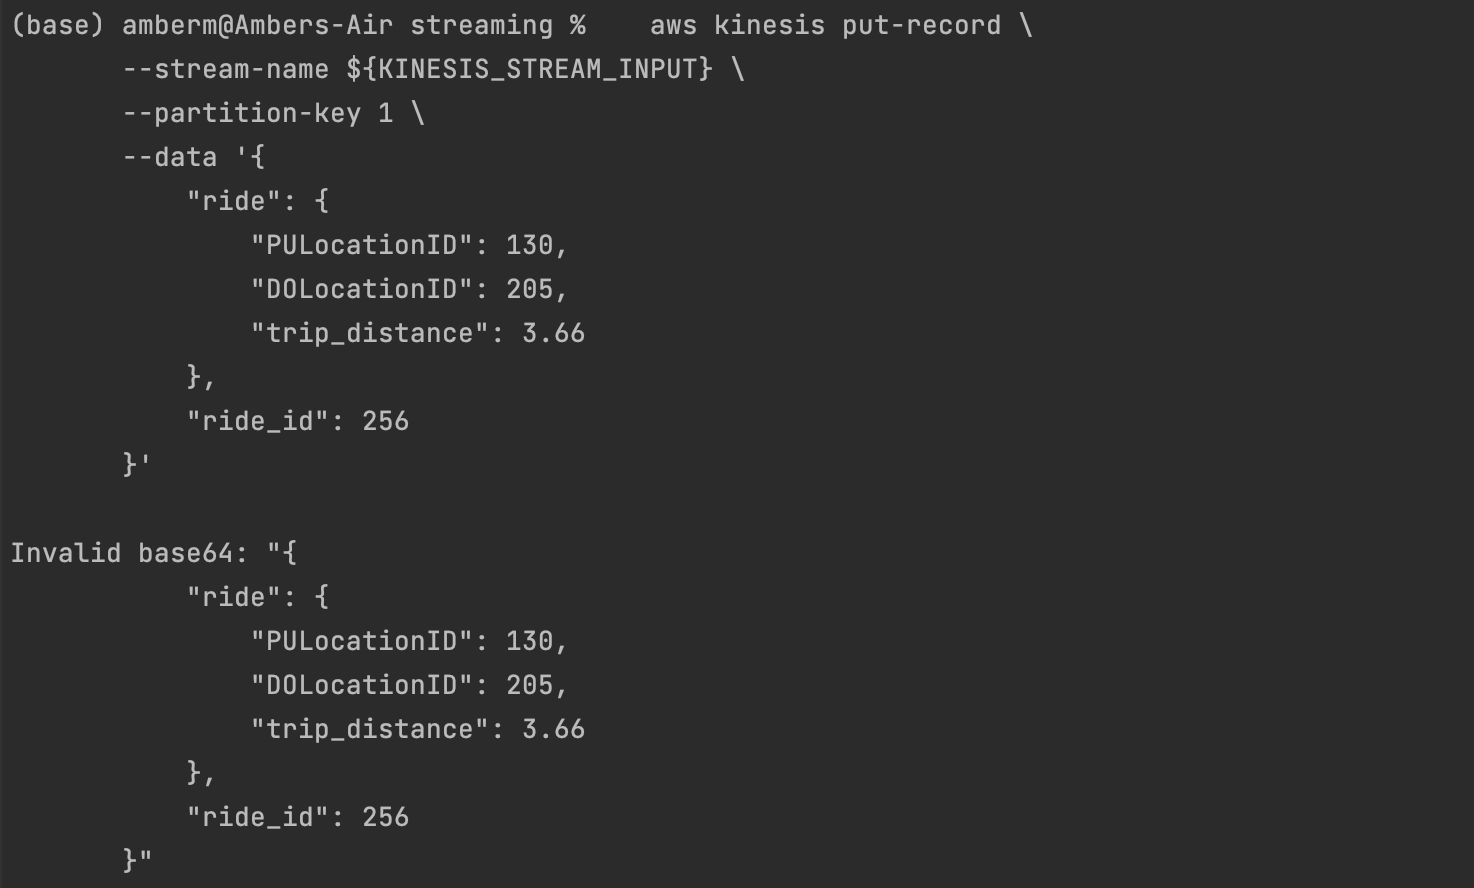 (base) amberm@Ambers-Air streaming %    aws kinesis put-record \
       --stream-name ${KINESIS_STREAM_INPUT} \
       --partition-key 1 \
       --data '{
           "ride": {
               "PULocationID": 130,
               "DOLocationID": 205,
               "trip_distance": 3.66
           },
           "ride_id": 256
       }'

Invalid base64: "{
           "ride": {
               "PULocationID": 130,
               "DOLocationID": 205,
               "trip_distance": 3.66
           },
           "ride_id": 256
       }"